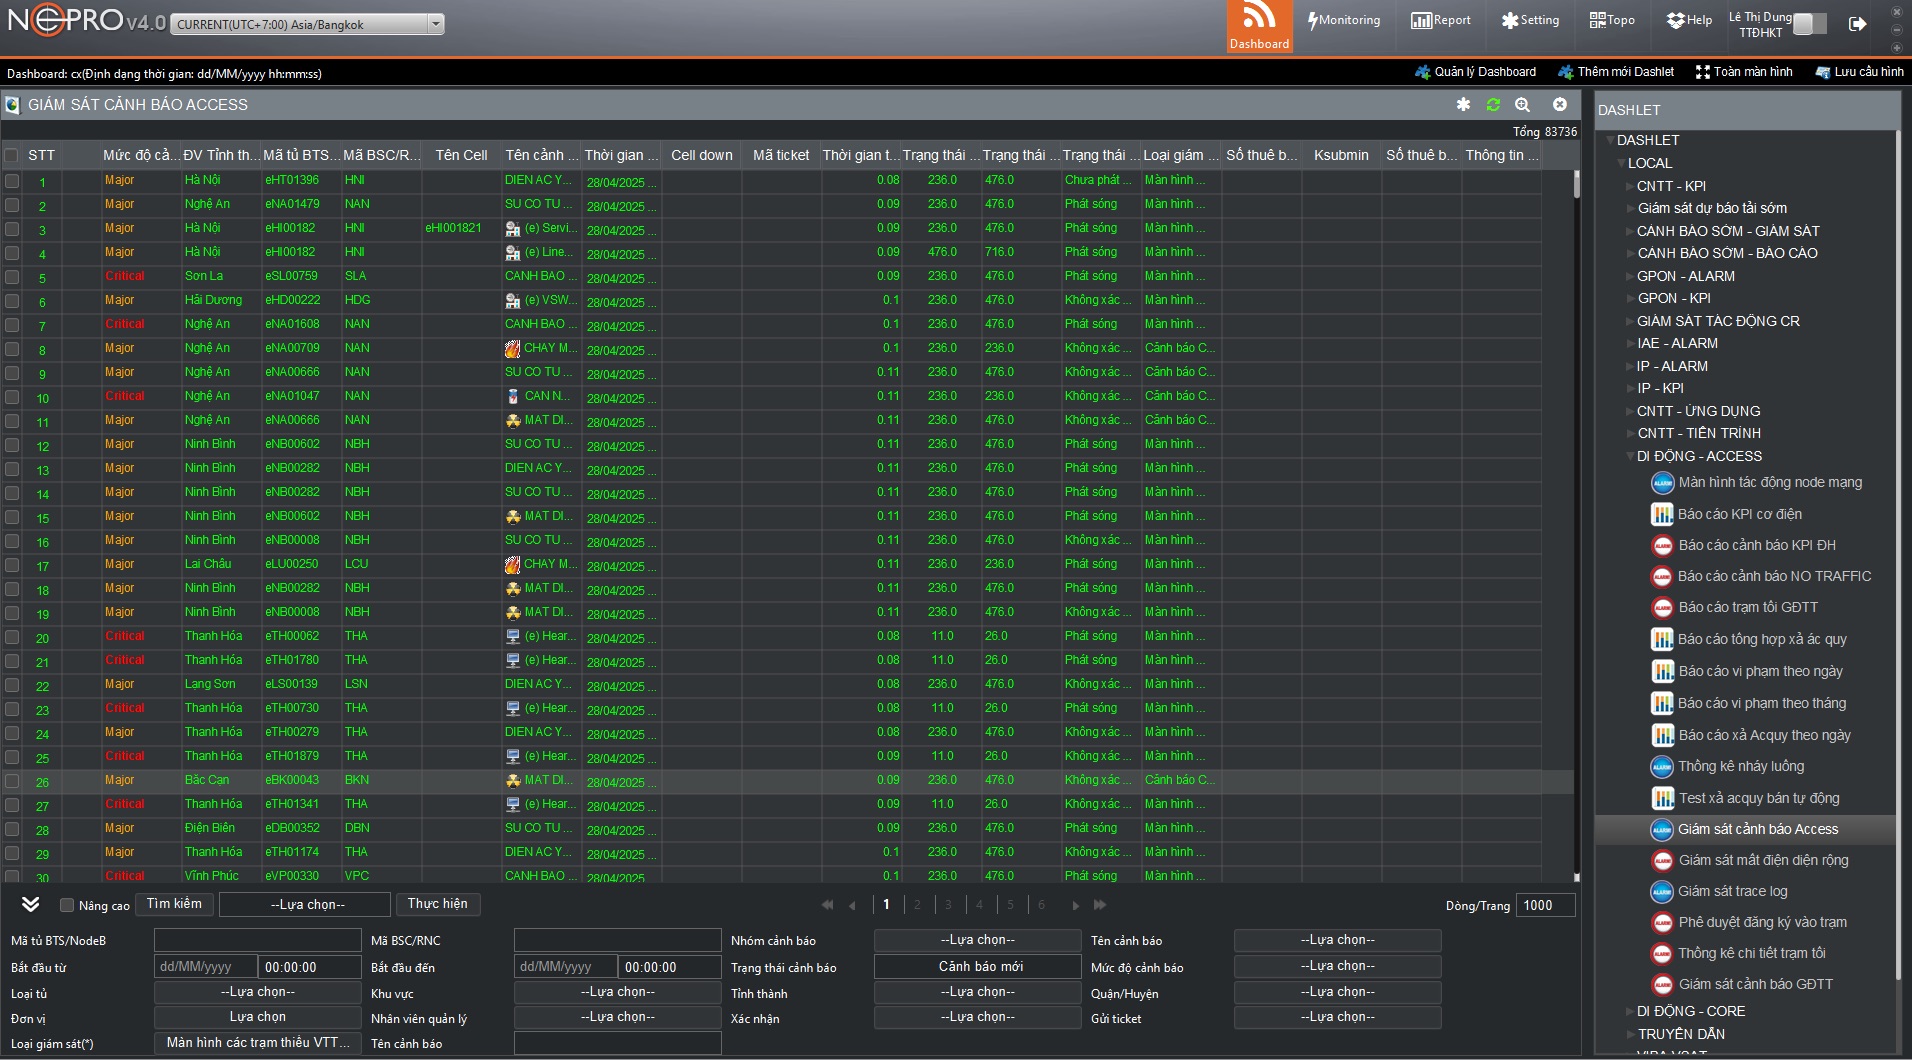 NOCPRO v4.0 CURRENT(UTC+7:00) Asia/Bangkok Dashboard Monitoring Report Setting Topo Help Lê Thị Dung TTĐHKT
Dashboard: cx(Định dạng thời gian: dd/MM/yyyy hh:mm:ss) Quản lý Dashboard Thêm mới Dashlet Toàn màn hình Lưu cấu hình
GIÁM SÁT CẢNH BÁO ACCESS
Tổng 83736
STT Mức độ cả... ĐV Tỉnh th... Mã tủ BTS... Mã BSC/R... Tên Cell Tên cảnh ... Thời gian ... Cell down Mã ticket Thời gian t... Trạng thái ... Trạng thái ... Trạng thái ... Loại giám ... Số thuê b... Ksubmin Số thuê b... Thông tin ...
1 Major Hà Nội eHT01396 HNI DIEN AC Y... 28/04/2025 ... 0.08 236.0 476.0 Chưa phát ... Màn hình ...
2 Major Nghệ An eNA01479 NAN SU CO TU ... 28/04/2025 ... 0.09 236.0 476.0 Phát sóng Màn hình ...
3 Major Hà Nội eHI00182 HNI eHI001821 (e) Servi... 28/04/2025 ... 0.09 236.0 476.0 Phát sóng Màn hình ...
4 Major Hà Nội eHI00182 HNI (e) Line... 28/04/2025 ... 0.09 476.0 716.0 Phát sóng Màn hình ...
5 Critical Sơn La eSL00759 SLA CANH BAO ... 28/04/2025 ... 0.09 236.0 476.0 Phát sóng Màn hình ...
6 Major Hải Dương eHD00222 HDG (e) VSW... 28/04/2025 ... 0.1 236.0 476.0 Không xác ... Màn hình ...
7 Critical Nghệ An eNA01608 NAN CANH BAO ... 28/04/2025 ... 0.1 236.0 476.0 Phát sóng Màn hình ...
8 Major Nghệ An eNA00709 NAN CHAY M... 28/04/2025 ... 0.1 236.0 236.0 Không xác ... Cảnh báo C...
9 Major Nghệ An eNA00666 NAN SU CO TU ... 28/04/2025 ... 0.11 236.0 476.0 Không xác ... Cảnh báo C...
10 Critical Nghệ An eNA01047 NAN CAN N... 28/04/2025 ... 0.11 236.0 236.0 Không xác ... Cảnh báo C...
11 Major Nghệ An eNA00666 NAN MAT DI... 28/04/2025 ... 0.11 236.0 476.0 Không xác ... Cảnh báo C...
12 Major Ninh Bình eNB00602 NBH SU CO TU ... 28/04/2025 ... 0.11 236.0 476.0 Phát sóng Màn hình ...
13 Major Ninh Bình eNB00282 NBH DIEN AC Y... 28/04/2025 ... 0.11 236.0 476.0 Phát sóng Màn hình ...
14 Major Ninh Bình eNB00282 NBH SU CO TU ... 28/04/2025 ... 0.11 236.0 476.0 Phát sóng Màn hình ...
15 Major Ninh Bình eNB00602 NBH MAT DI... 28/04/2025 ... 0.11 236.0 476.0 Phát sóng Màn hình ...
16 Major Ninh Bình eNB00008 NBH SU CO TU ... 28/04/2025 ... 0.11 236.0 476.0 Không xác ... Màn hình ...
17 Major Lai Châu eLU00250 LCU CHAY M... 28/04/2025 ... 0.11 236.0 236.0 Phát sóng Màn hình ...
18 Major Ninh Bình eNB00282 NBH MAT DI... 28/04/2025 ... 0.11 236.0 476.0 Phát sóng Màn hình ...
19 Major Ninh Bình eNB00008 NBH MAT DI... 28/04/2025 ... 0.11 236.0 476.0 Không xác ... Màn hình ...
20 Critical Thanh Hóa eTH00062 THA (e) Hear... 28/04/2025 ... 0.08 11.0 26.0 Phát sóng Màn hình ...
21 Critical Thanh Hóa eTH01780 THA (e) Hear... 28/04/2025 ... 0.08 11.0 26.0 Phát sóng Màn hình ...
22 Major Lạng Sơn eLS00139 LSN DIEN AC Y... 28/04/2025 ... 0.08 236.0 476.0 Không xác ... Màn hình ...
23 Critical Thanh Hóa eTH00730 THA (e) Hear... 28/04/2025 ... 0.08 11.0 26.0 Phát sóng Màn hình ...
24 Major Thanh Hóa eTH00279 THA DIEN AC Y... 28/04/2025 ... 0.08 236.0 476.0 Không xác ... Màn hình ...
25 Critical Thanh Hóa eTH01879 THA (e) Hear... 28/04/2025 ... 0.09 11.0 26.0 Không xác ... Màn hình ...
26 Major Bắc Cạn eBK00043 BKN MAT DI... 28/04/2025 ... 0.09 236.0 476.0 Không xác ... Cảnh báo C...
27 Critical Thanh Hóa eTH01341 THA (e) Hear... 28/04/2025 ... 0.09 11.0 26.0 Không xác ... Màn hình ...
28 Major Điện Biên eDB00352 DBN SU CO TU ... 28/04/2025 ... 0.09 236.0 476.0 Phát sóng Màn hình ...
29 Major Thanh Hóa eTH01174 THA DIEN AC Y... 28/04/2025 ... 0.1 236.0 476.0 Không xác ... Màn hình ...
30 Critical Vĩnh Phúc eVP00330 VPC CANH BAO ... 28/04/2025 ... 0.1 236.0 476.0 Phát sóng Màn hình ...
Nâng cao Tìm kiếm --Lựa chọn-- Thực hiện 1 2 3 4 5 6 Dòng/Trang 1000
Mã tủ BTS/NodeB Mã BSC/RNC Nhóm cảnh báo --Lựa chọn-- Tên cảnh báo --Lựa chọn--
Bắt đầu từ dd/MM/yyyy 00:00:00 Bắt đầu đến dd/MM/yyyy 00:00:00 Trạng thái cảnh báo Cảnh báo mới Mức độ cảnh báo --Lựa chọn--
Loại tủ --Lựa chọn-- Khu vực --Lựa chọn-- Tỉnh thành --Lựa chọn-- Quận/Huyện --Lựa chọn--
Đơn vị Lựa chọn Nhân viên quản lý --Lựa chọn-- Xác nhận --Lựa chọn-- Gửi ticket --Lựa chọn--
Loại giám sát(*) Màn hình các trạm thiếu VTT... Tên cảnh báo
DASHLET
DASHLET
LOCAL
CNTT - KPI
Giám sát dự báo tải sớm
CẢNH BÁO SỚM - GIÁM SÁT
CẢNH BÁO SỚM - BÁO CÁO
GPON - ALARM
GPON - KPI
GIÁM SÁT TÁC ĐỘNG CR
IAE - ALARM
IP - ALARM
IP - KPI
CNTT - ỨNG DỤNG
CNTT - TIẾN TRÌNH
DI ĐỘNG - ACCESS
Màn hình tác động node mạng
Báo cáo KPI cơ điện
Báo cáo cảnh báo KPI ĐH
Báo cáo cảnh báo NO TRAFFIC
Báo cáo trạm tồi GĐTT
Báo cáo tổng hợp xả ác quy
Báo cáo vi phạm theo ngày
Báo cáo vi phạm theo tháng
Báo cáo xả Acquy theo ngày
Thống kê nháy luồng
Test xả acquy bán tự động
Giám sát cảnh báo Access
Giám sát mất điện diện rộng
Giám sát trace log
Phê duyệt đăng ký vào trạm
Thống kê chi tiết trạm tồi
Giám sát cảnh báo GĐTT
DI ĐỘNG - CORE
TRUYỀN DẪN